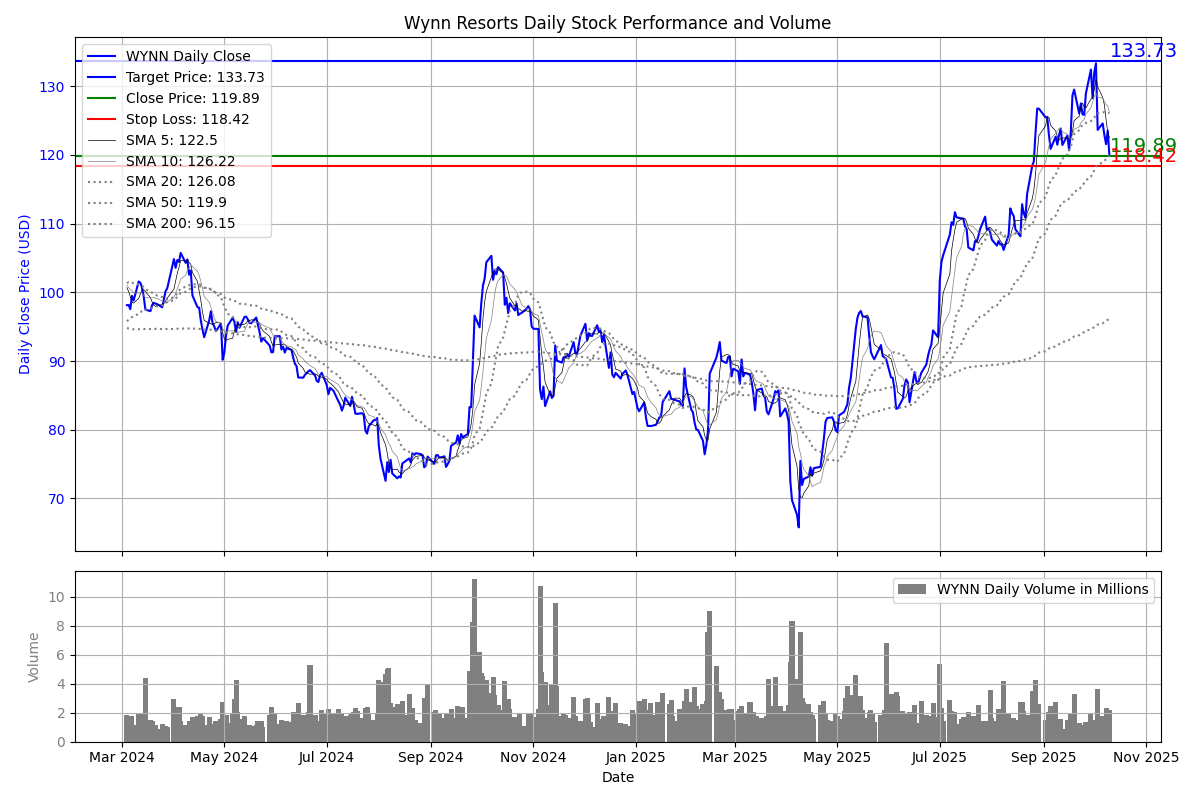 Wynn Resorts Daily Stock Performance and Volume
WYNN Daily Close
Target Price: 133.73
Close Price: 119.89
Stop Loss: 118.42
SMA 5: 122.5
SMA 10: 126.22
SMA 20: 126.08
SMA 50: 119.9
SMA 200: 96.15
133.73
119.89
118.42
Daily Close Price (USD)
130
120
110
100
90
80
70
WYNN Daily Volume in Millions
Volume
10
8
6
4
2
0
Mar 2024 May 2024 Jul 2024 Sep 2024 Nov 2024 Jan 2025 Mar 2025 May 2025 Jul 2025 Sep 2025 Nov 2025
Date